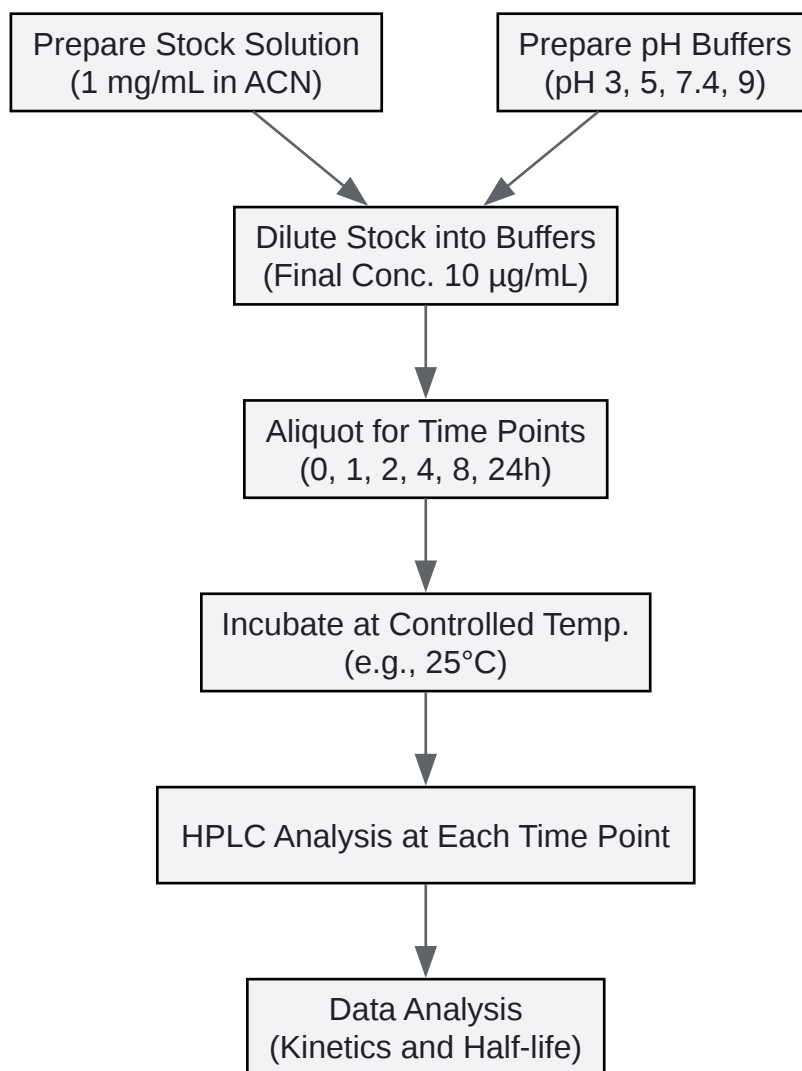 Prepare Stock Solution
(1 mg/mL in ACN)
Prepare pH Buffers
(pH 3, 5, 7.4, 9)
Dilute Stock into Buffers
(Final Conc. 10 µg/mL)
Aliquot for Time Points
(0, 1, 2, 4, 8, 24h)
Incubate at Controlled Temp.
(e.g., 25°C)
HPLC Analysis at Each Time Point
Data Analysis
(Kinetics and Half-life)